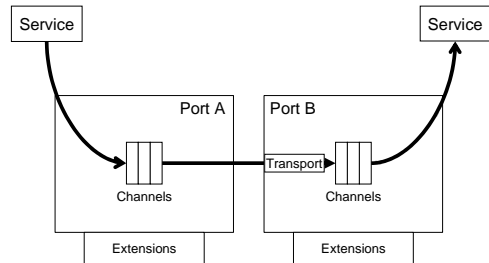 Service
Service
Port A
Port B
Transport
Channels
Channels
Extensions
Extensions